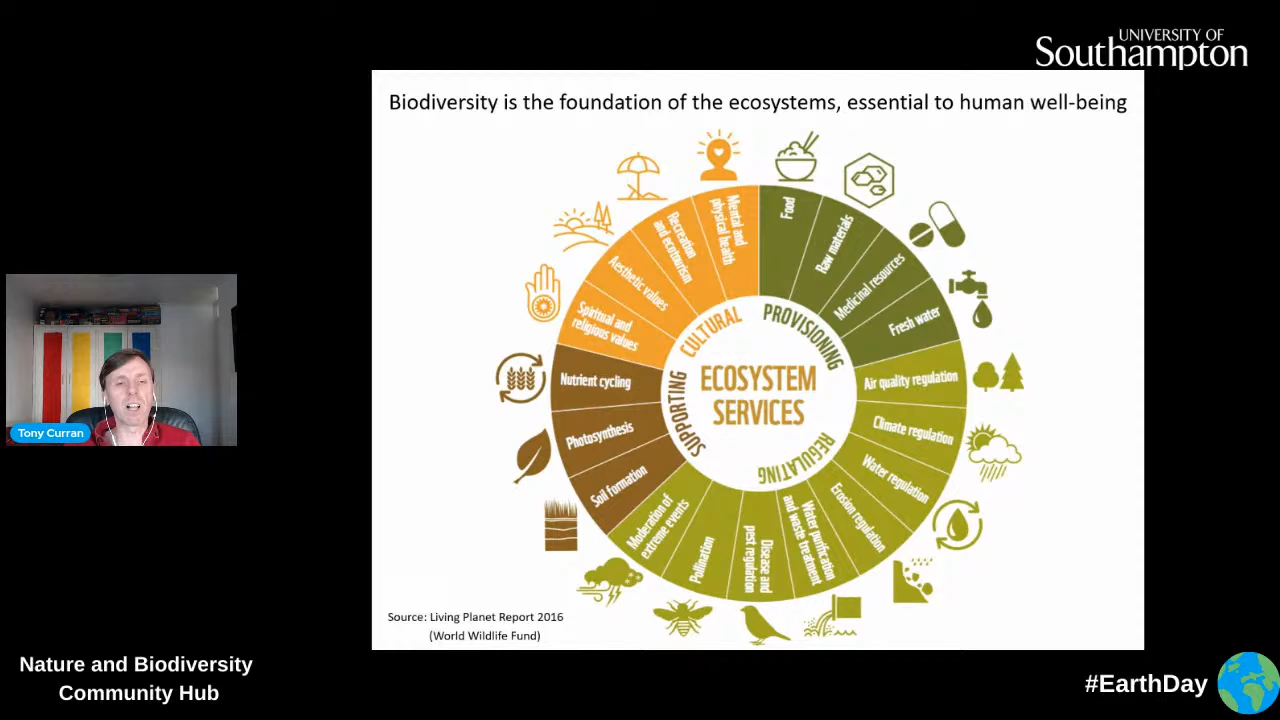 UNIVERSITY OF
Southampton
Biodiversity is the foundation of the ecosystems, essential to human well-being
Food
Raw materials
Medicinal resources
Fresh water
Air quality regulation
Climate regulation
Water regulation
Erosion regulation
Water purification
and waste treatment
Disease and
pest regulation
Pollination
Moderation of
extreme events
Soil formation
Photosynthesis
Nutrient cycling
Spiritual and
religious values
Aesthetic values
Recreation
and ecotourism
Mental and
physical health
CULTURAL
PROVISIONING
REGULATING
SUPPORTING
ECOSYSTEM
SERVICES
Source: Living Planet Report 2016
(World Wildlife Fund)
Tony Curran
Nature and Biodiversity
Community Hub
#EarthDay